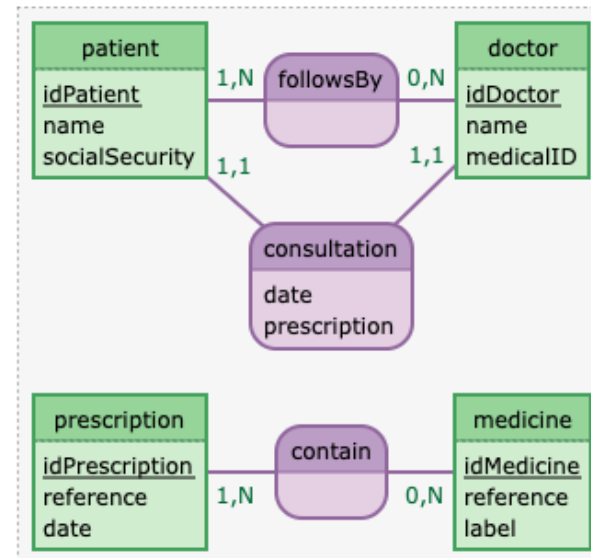 patient
idPatient
name
socialSecurity
1,N
followsBy
0,N
doctor
idDoctor
name
medicalID
1,1
1,1
consultation
date
prescription
prescription
idPrescription
reference
date
1,N
contain
0,N
medicine
idMedicine
reference
label